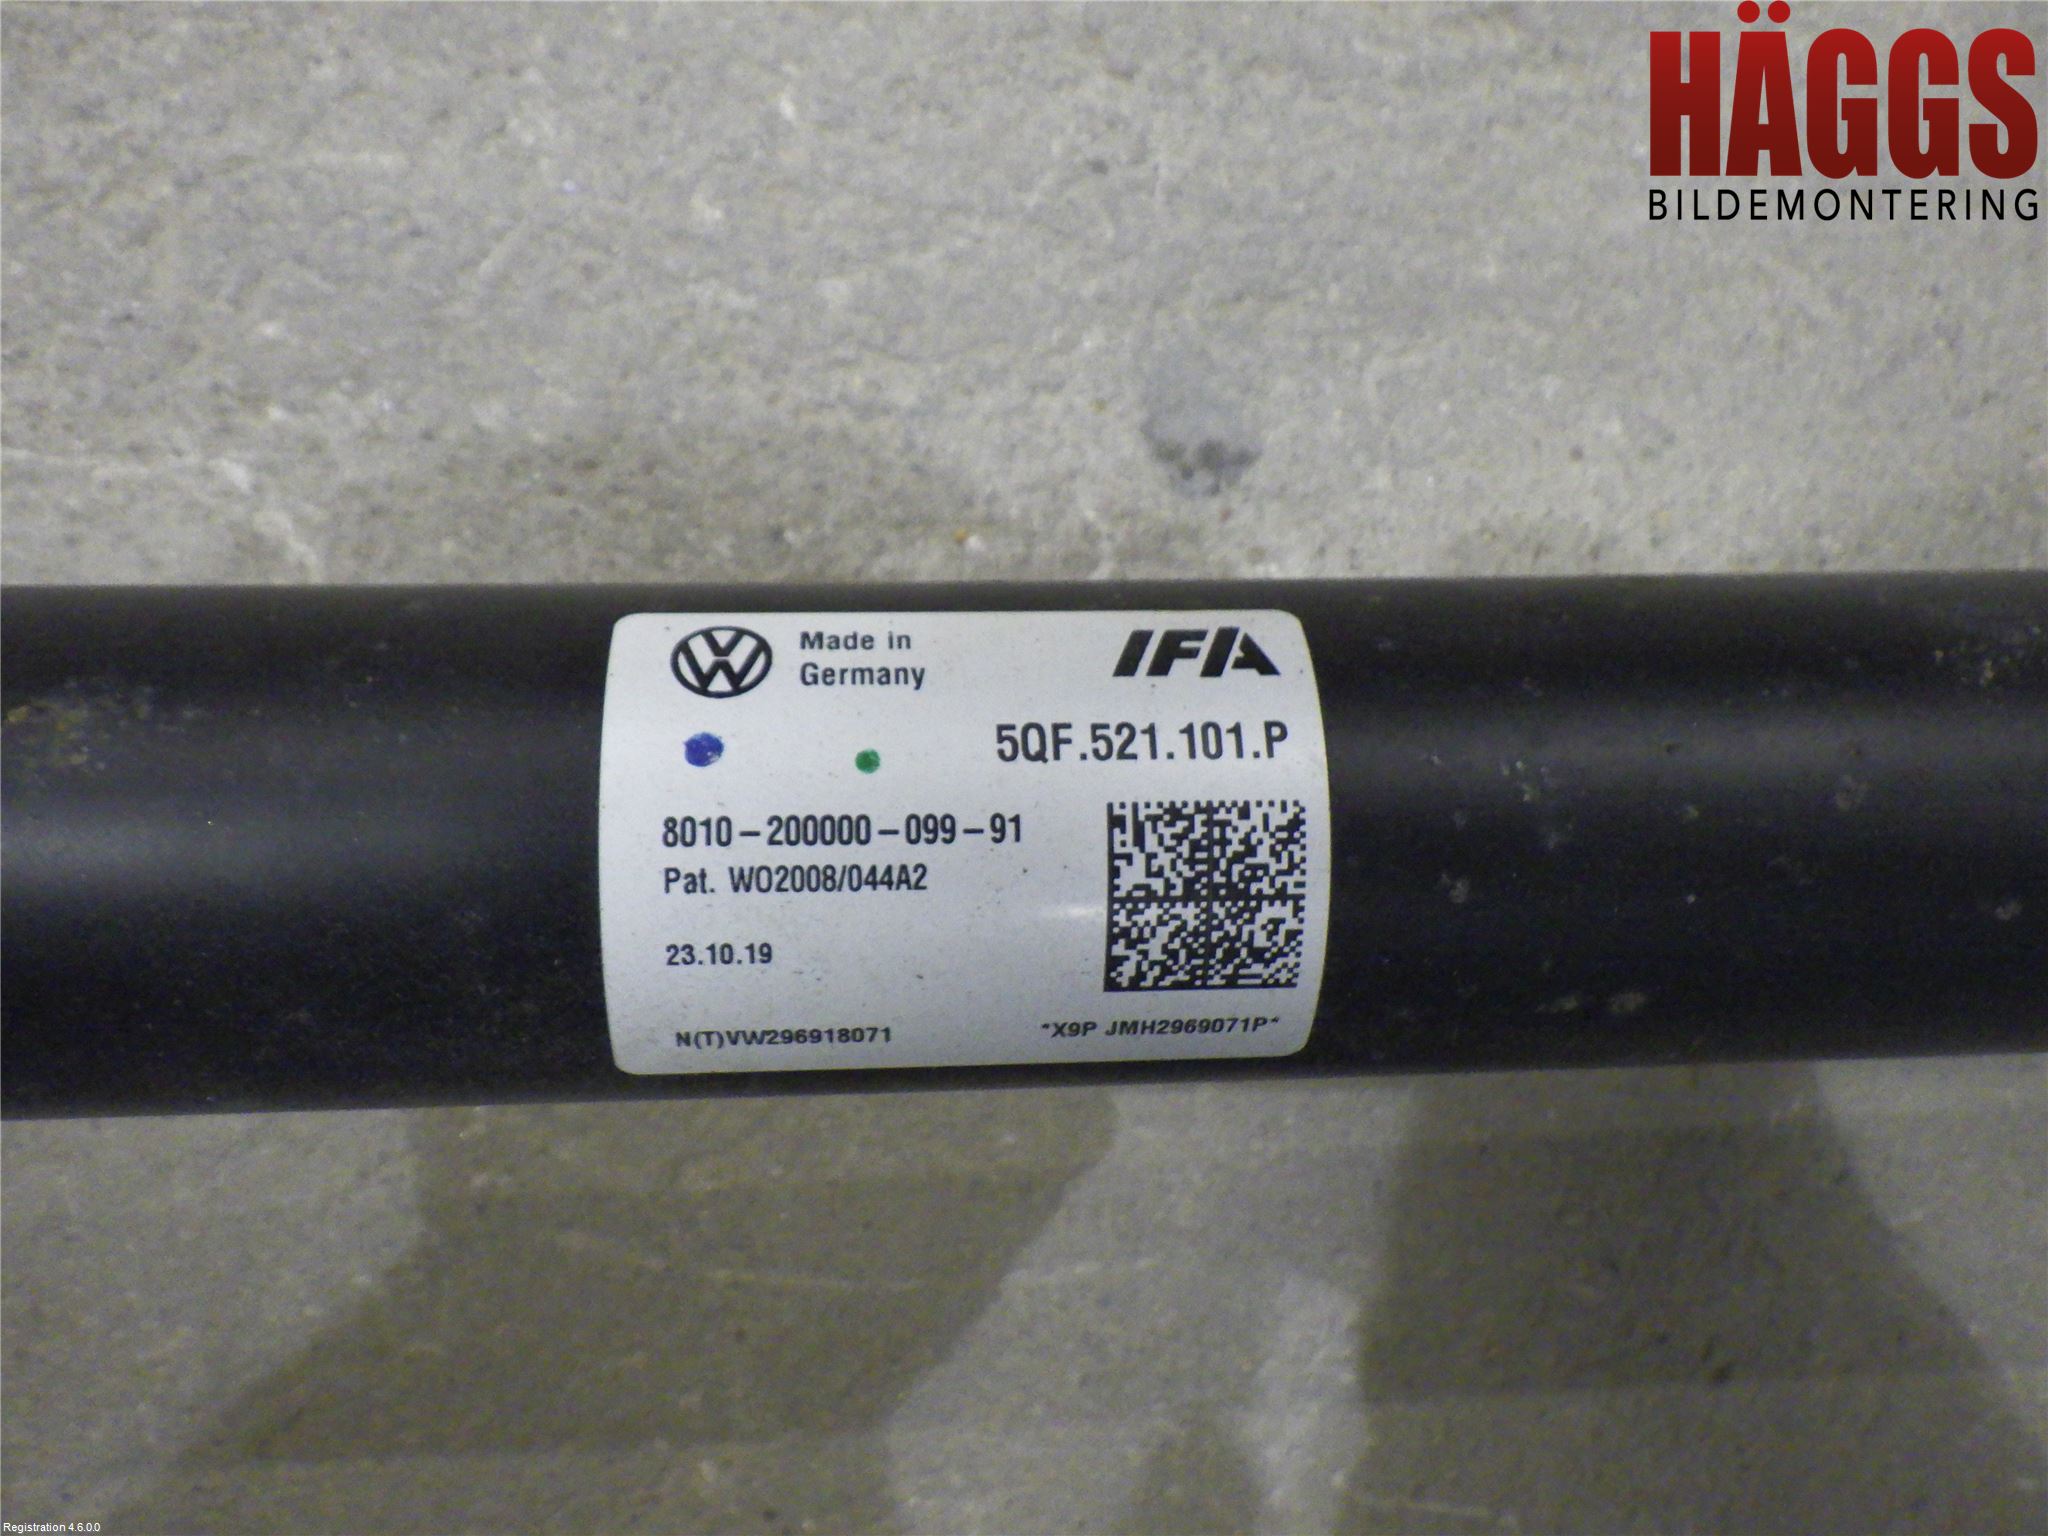 HÄGGS
BILDEMONTERING
Made in
Germany
IFA
5QF.521.101.P
8010-200000-099-91
Pat. WO2008/044A2
23.10.19
N(T)VW296918071
*X9P JMH2969071P*
Registration 4.6.0.0